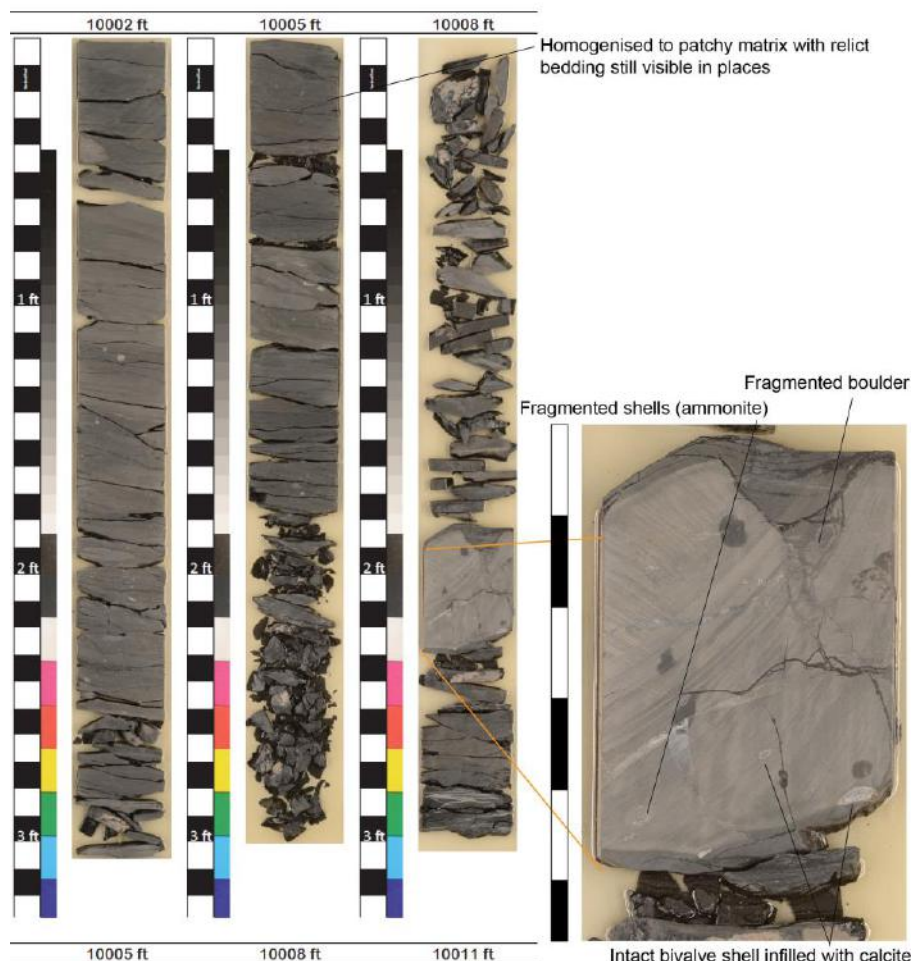 10002 ft
10005 ft
10008 ft
Homogenised to patchy matrix with relict
bedding still visible in places
1 ft
1 ft
1 ft
Fragmented boulder
Fragmented shells (ammonite)
2 ft
2 ft
2 ft
3 ft
3 ft
3 ft
10005 ft
10008 ft
10011 ft
Intact bivalve shell infilled with calcite